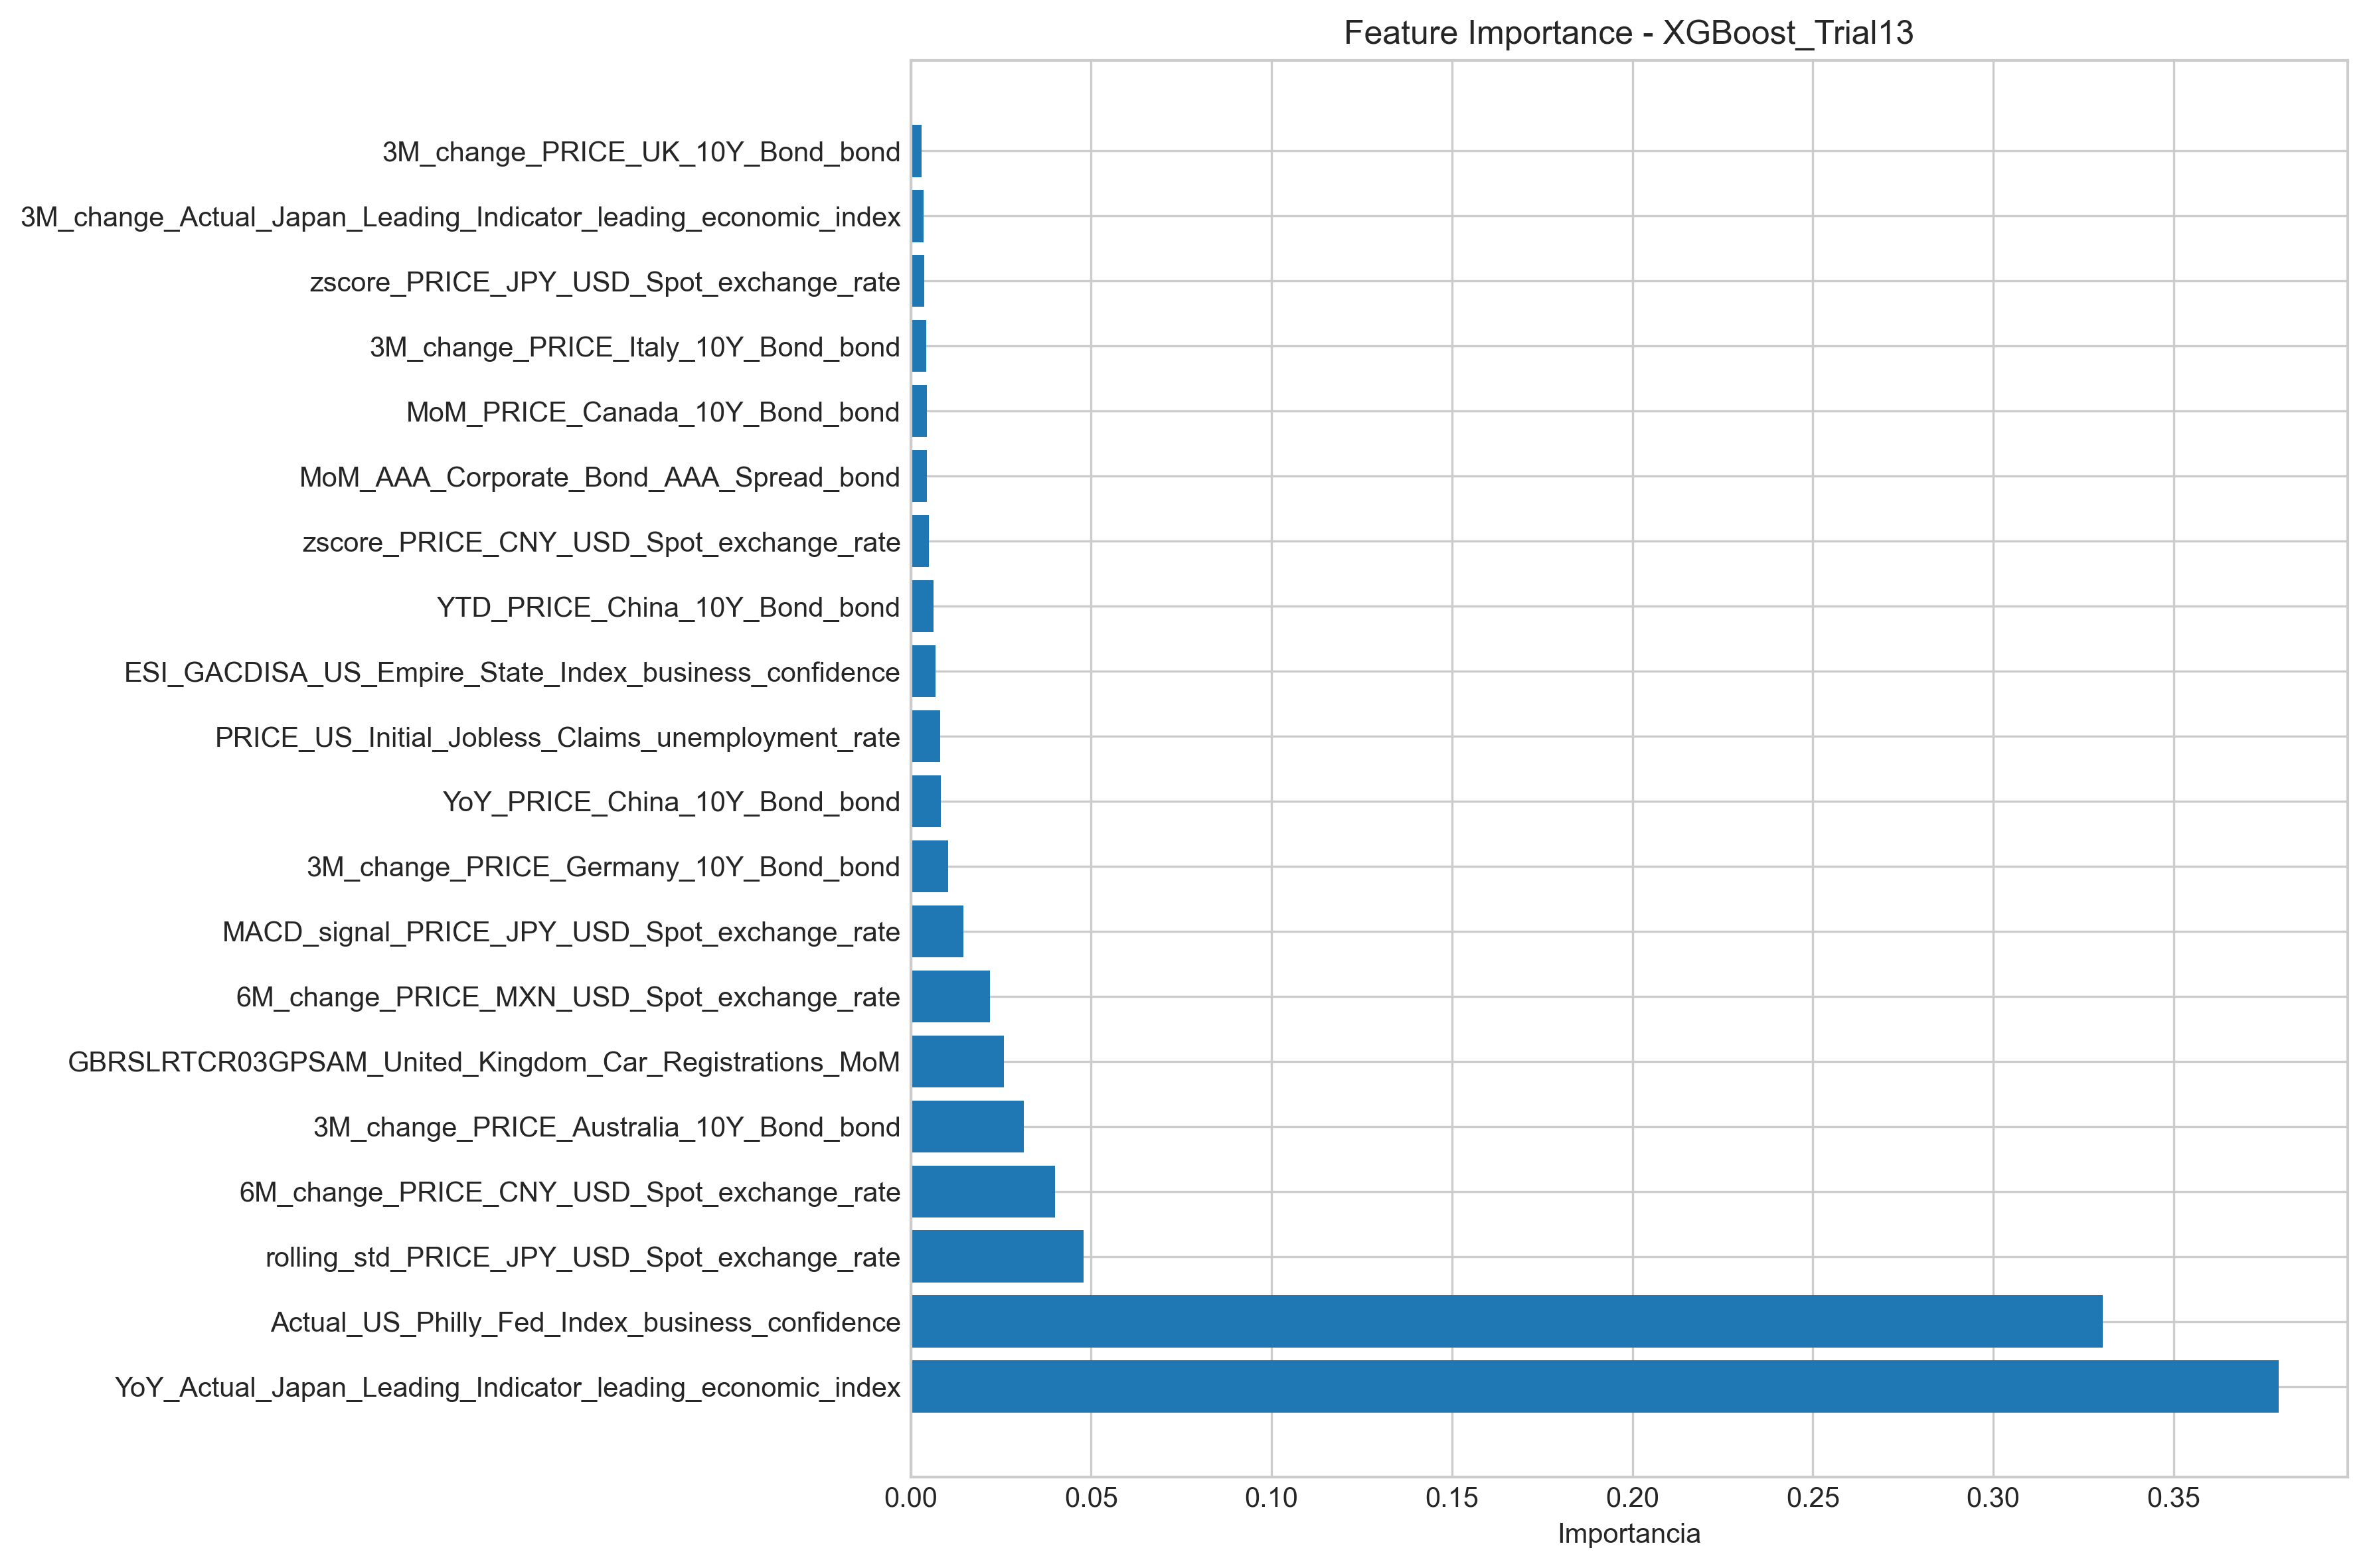 Feature Importance - XGBoost_Trial13
3M_change_PRICE_UK_10Y_Bond_bond
3M_change_Actual_Japan_Leading_Indicator_leading_economic_index
zscore_PRICE_JPY_USD_Spot_exchange_rate
3M_change_PRICE_Italy_10Y_Bond_bond
MoM_PRICE_Canada_10Y_Bond_bond
MoM_AAA_Corporate_Bond_AAA_Spread_bond
zscore_PRICE_CNY_USD_Spot_exchange_rate
YTD_PRICE_China_10Y_Bond_bond
ESI_GACDISA_US_Empire_State_Index_business_confidence
PRICE_US_Initial_Jobless_Claims_unemployment_rate
YoY_PRICE_China_10Y_Bond_bond
3M_change_PRICE_Germany_10Y_Bond_bond
MACD_signal_PRICE_JPY_USD_Spot_exchange_rate
6M_change_PRICE_MXN_USD_Spot_exchange_rate
GBRSLRTCR03GPSAM_United_Kingdom_Car_Registrations_MoM
3M_change_PRICE_Australia_10Y_Bond_bond
6M_change_PRICE_CNY_USD_Spot_exchange_rate
rolling_std_PRICE_JPY_USD_Spot_exchange_rate
Actual_US_Philly_Fed_Index_business_confidence
YoY_Actual_Japan_Leading_Indicator_leading_economic_index
0.00 0.05 0.10 0.15 0.20 0.25 0.30 0.35
Importancia